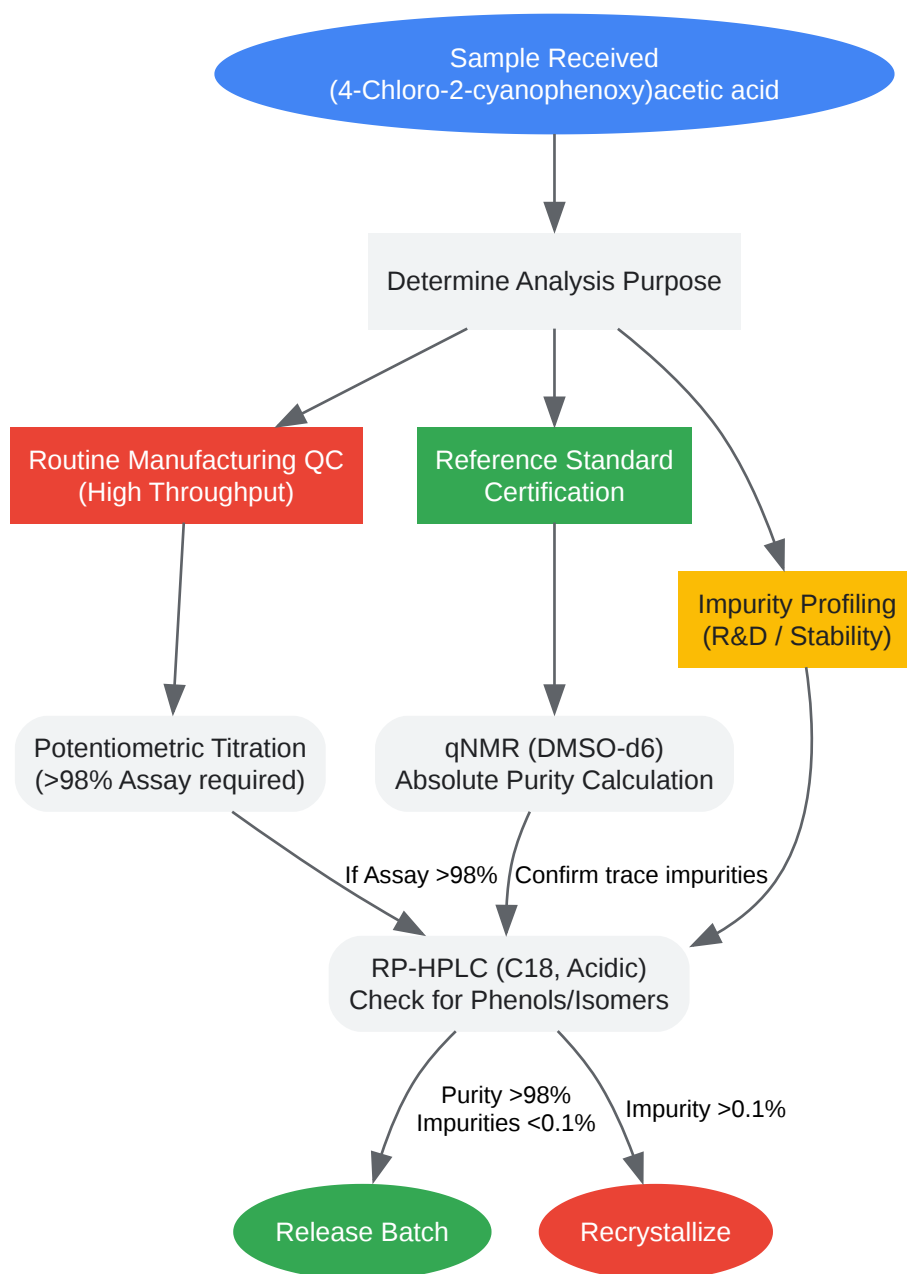 Sample Received
(4-Chloro-2-cyanophenoxy)acetic acid
Determine Analysis Purpose
Routine Manufacturing QC
(High Throughput)
Reference Standard
Certification
Impurity Profiling
(R&D / Stability)
Potentiometric Titration
(>98% Assay required)
qNMR (DMSO-d6)
Absolute Purity Calculation
If Assay >98%
Confirm trace impurities
RP-HPLC (C18, Acidic)
Check for Phenols/Isomers
Purity >98%
Impurities <0.1%
Impurity >0.1%
Release Batch
Recrystallize